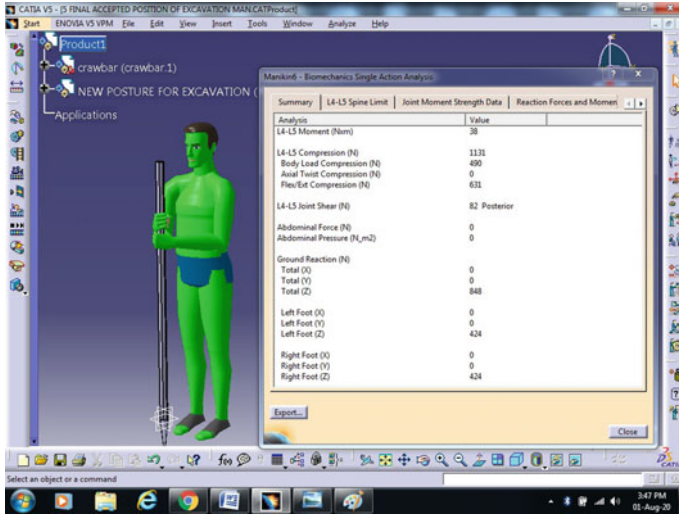 CATIA V5 - [5 FINAL ACCEPTED POSITION OF EXCAVATION MAN.CATProduct]
Start ENOVIA V5 VPM File Edit View Insert Tools Window Analyze Help
Product1
crawbar (crawbar.1)
NEW POSTURE FOR EXCAVATION (
Applications
Manikin6 - Biomechanics Single Action Analysis
Summary L4-L5 Spine Limit Joint Moment Strength Data Reaction Forces and Momen
Analysis Value
L4-L5 Moment (Nxm) 38
L4-L5 Compression (N) 1131
Body Load Compression (N) 490
Axial Twist Compression (N) 0
Flex/Ext Compression (N) 631
L4-L5 Joint Shear (N) 82 Posterior
Abdominal Force (N) 0
Abdominal Pressure (N_m2) 0
Ground Reaction (N)
Total (X) 0
Total (Y) 0
Total (Z) 848
Left Foot (X) 0
Left Foot (Y) 0
Left Foot (Z) 424
Right Foot (X) 0
Right Foot (Y) 0
Right Foot (Z) 424
Export...
Close
Select an object or a command
3:47 PM
01-Aug-20